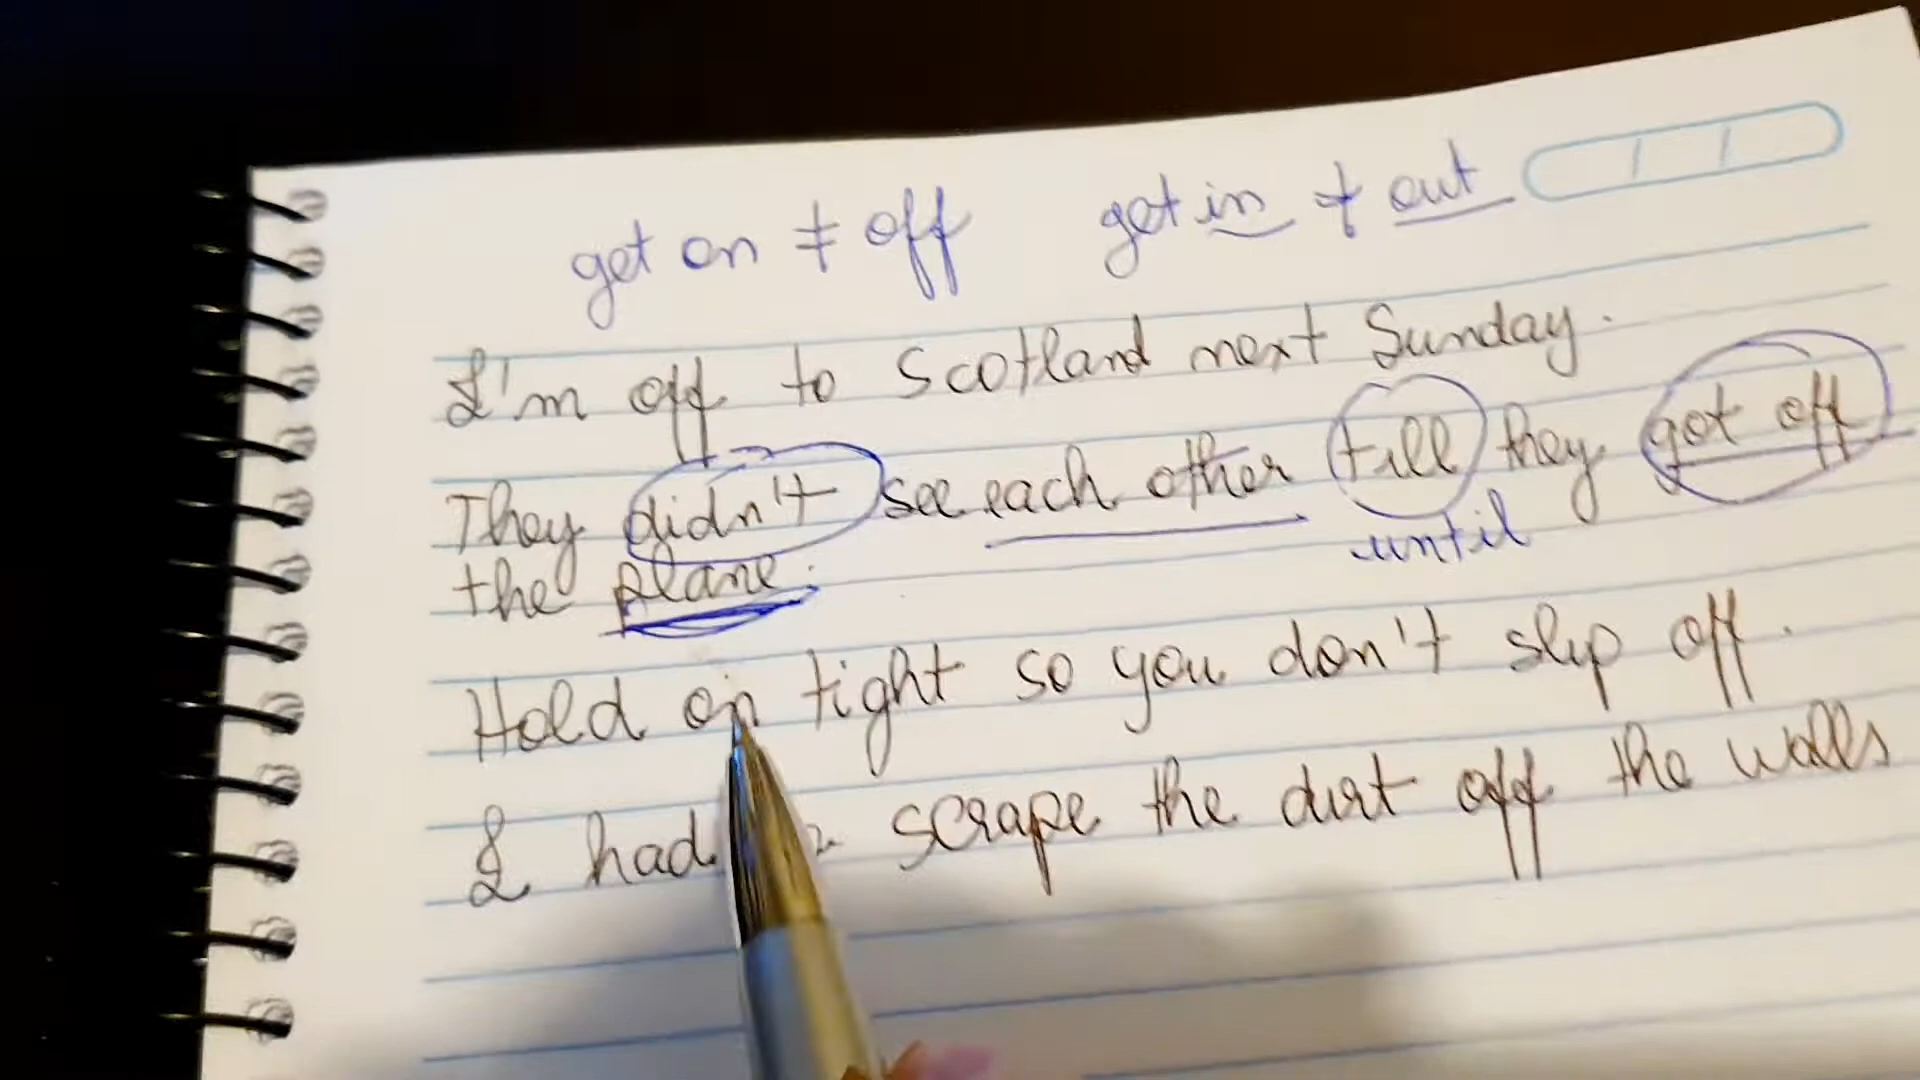 get on ≠ off get in ≠ out
I'm off to Scotland next Sunday.
They didn't see each other till they got off
until
the plane.
Hold on tight so you don't slip off.
I had scrape the dirt off the walls